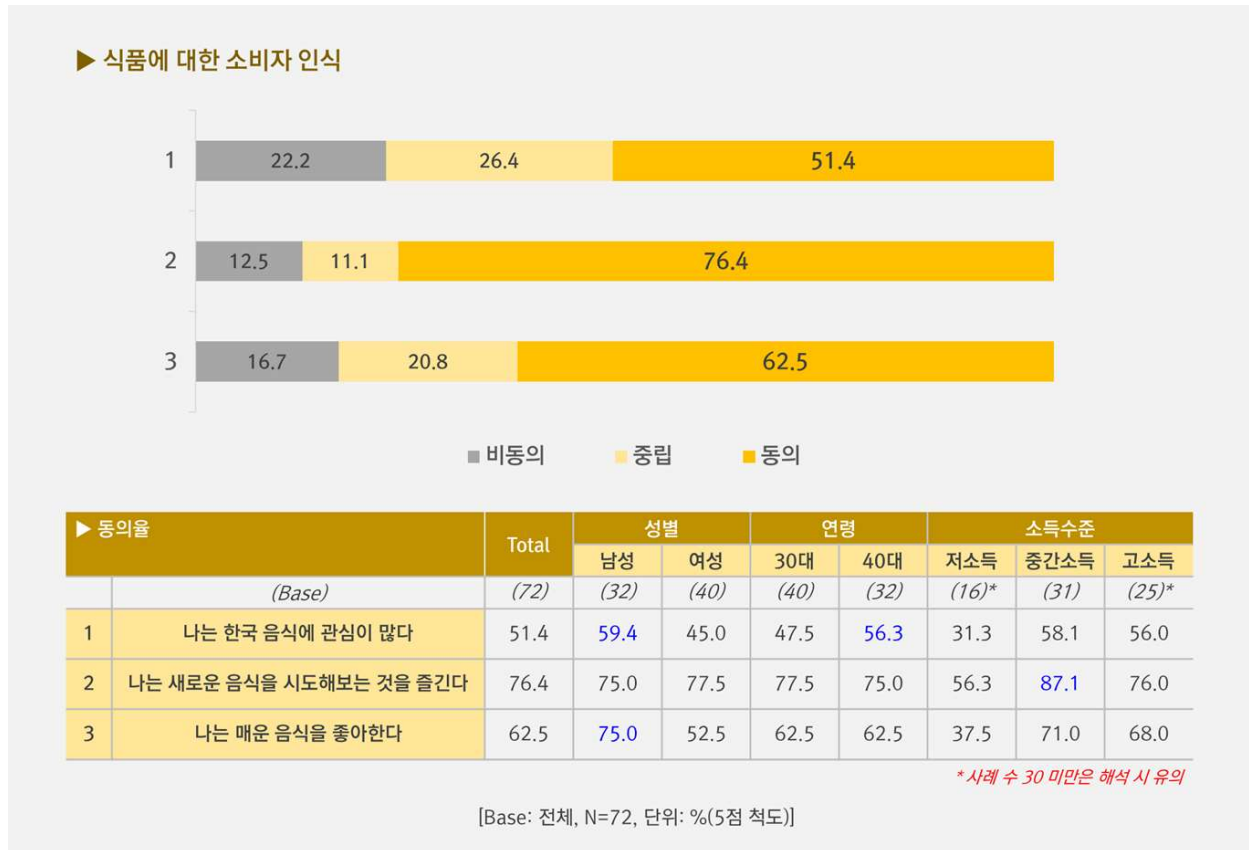 ▶ 식품에 대한 소비자 인식
1 22.2 26.4 51.4
2 12.5 11.1 76.4
3 16.7 20.8 62.5
■ 비동의 ■ 중립 ■ 동의
▶ 동의율 Total 성별 연령 소득수준
남성 여성 30대 40대 저소득 중간소득 고소득
(Base) (72) (32) (40) (40) (32) (16)* (31) (25)*
1 나는 한국 음식에 관심이 많다 51.4 59.4 45.0 47.5 56.3 31.3 58.1 56.0
2 나는 새로운 음식을 시도해보는 것을 즐긴다 76.4 75.0 77.5 77.5 75.0 56.3 87.1 76.0
3 나는 매운 음식을 좋아한다 62.5 75.0 52.5 62.5 62.5 37.5 71.0 68.0
* 사례 수 30 미만은 해석 시 유의
[Base: 전체, N=72, 단위: %(5점 척도)]